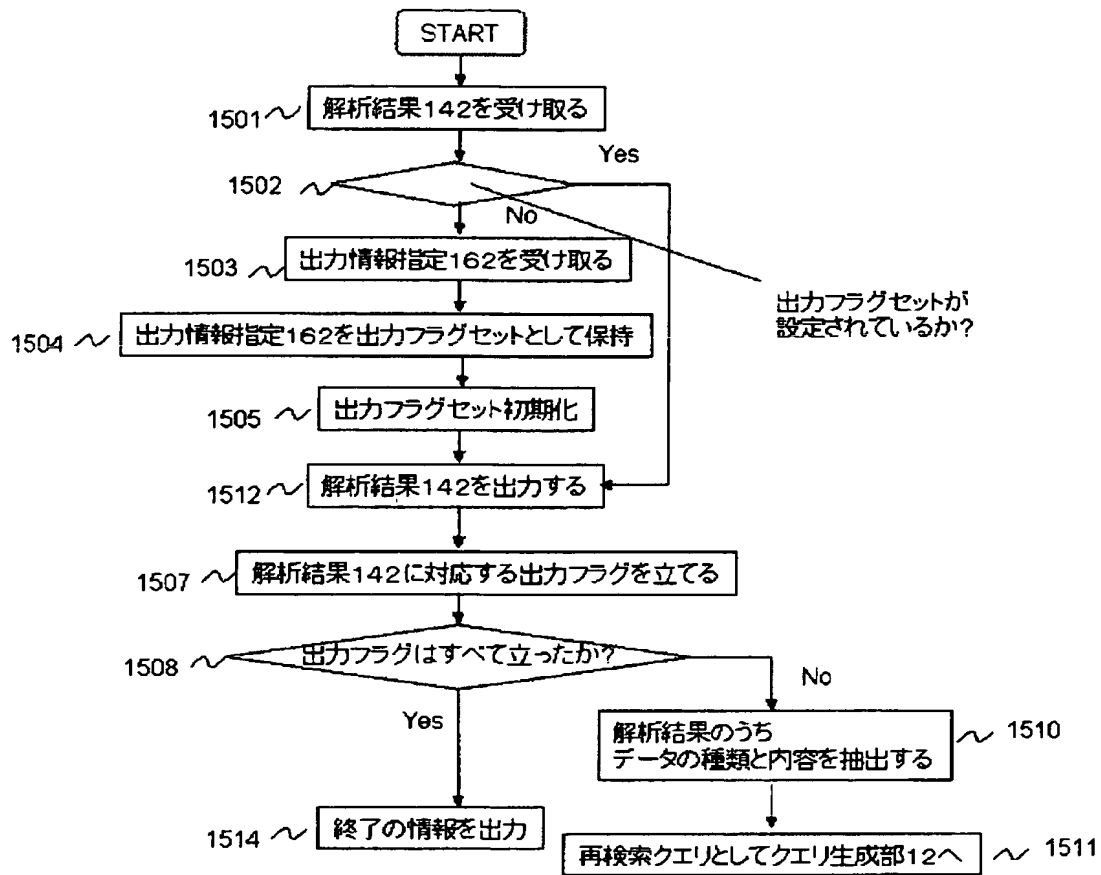 START
1501
解析結果142を受け取る
Yes
1502
No
1503
出力情報指定162を受け取る
出力フラグセットが
設定されているか?
1504
出力情報指定162を出力フラグセットとして保持
1505
出力フラグセット初期化
1512
解析結果142を出力する
1507
解析結果142に対応する出力フラグを立てる
1508
出力フラグはすべて立ったか?
No
Yes
解析結果のうち
データの種類と内容を抽出する
1510
1514
終了の情報を出力
再検索クエリとしてクエリ生成部12へ
1511